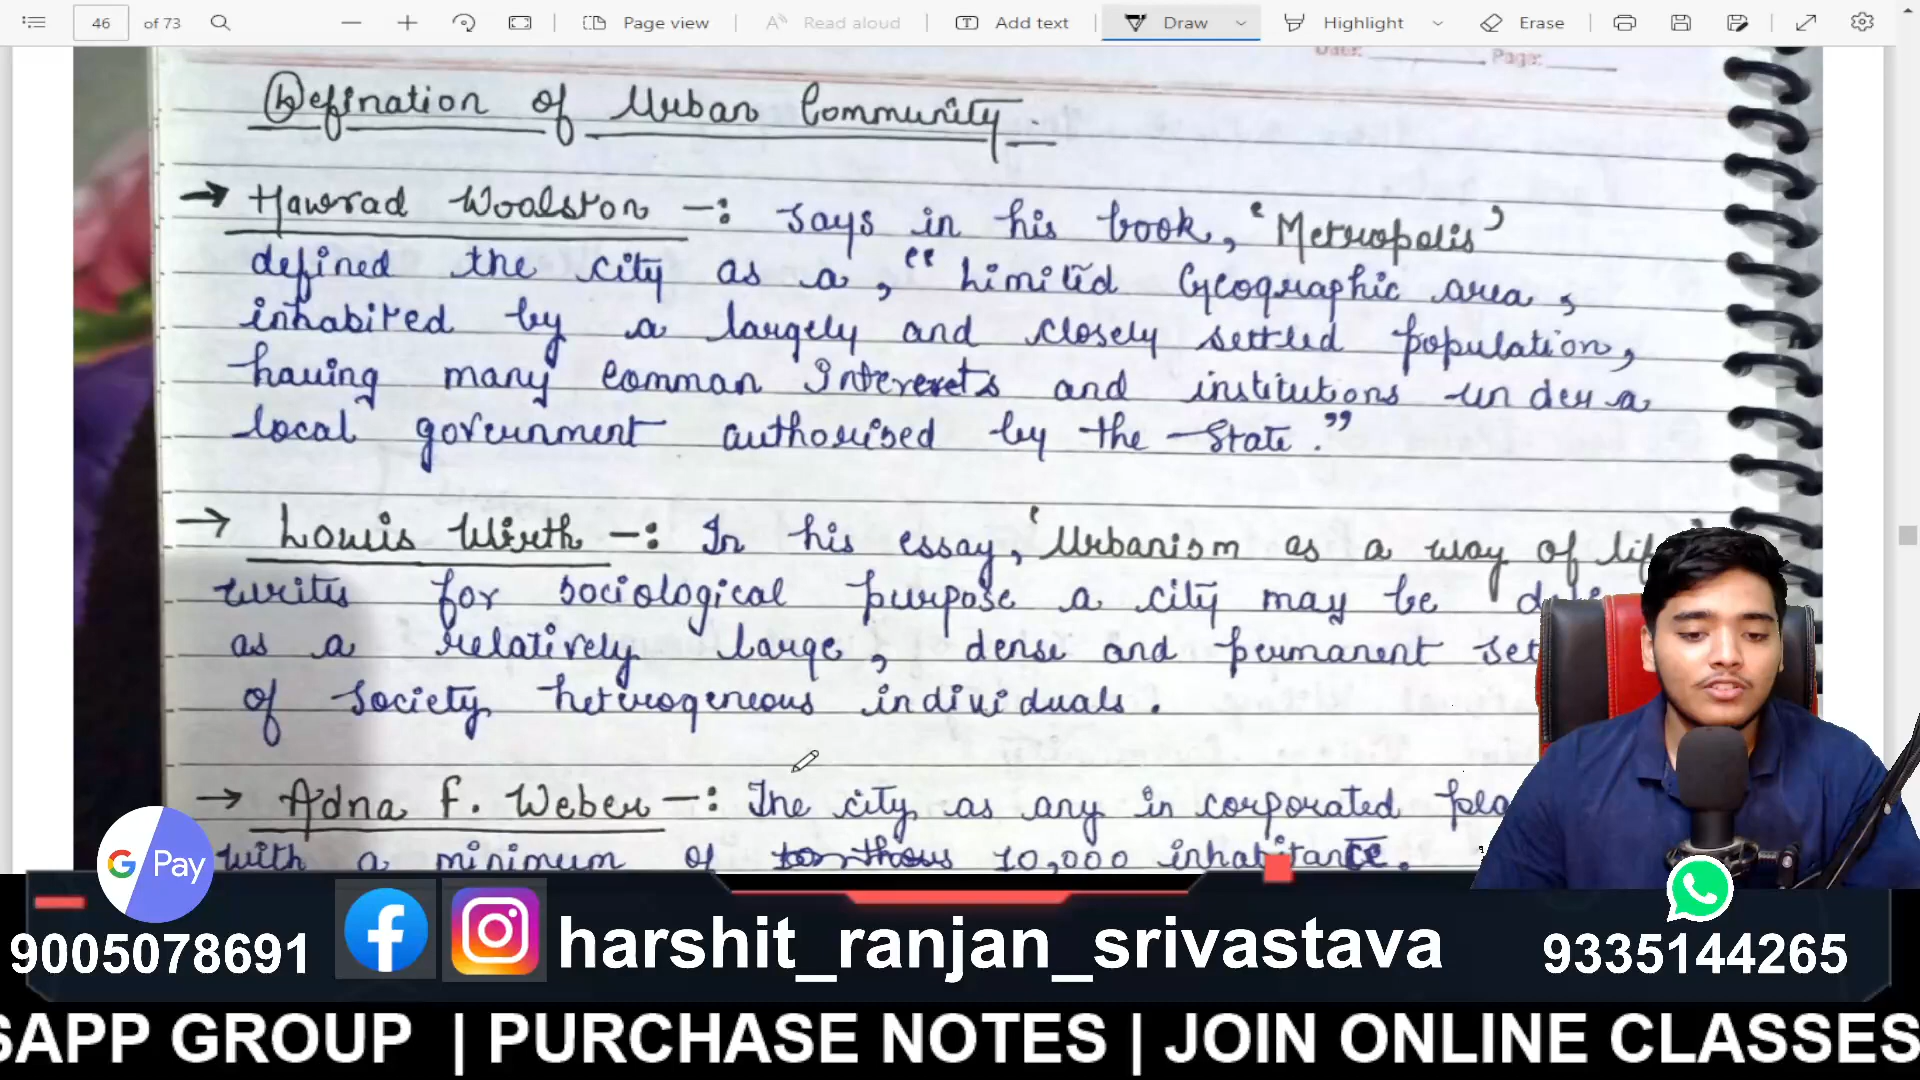 46 of 73 Page view Read aloud Add text Draw Highlight Erase
Date: Page:
Defination of Urban Community
→ Hawrad Woolston -: Says in his book, 'Metropolis'
defined the city as a, "Limited Geographic area,
inhabited by a largely and closely settled population,
having many comman Interests and institutions under a
local government authorised by the State."
→ Louis Wirth -: In his essay, 'Urbanism as a way of
writes for sociological purpose a city may be
as a relatively large, dense and permanent
of society heterogeneous individuals.
→ Adna F. Weber -: The city as any in corporated
with a minimum of 10,000
G Pay
9005078691 harshit_ranjan_srivastava 9335144265
SAPP GROUP | PURCHASE NOTES | JOIN ONLINE CLASSES